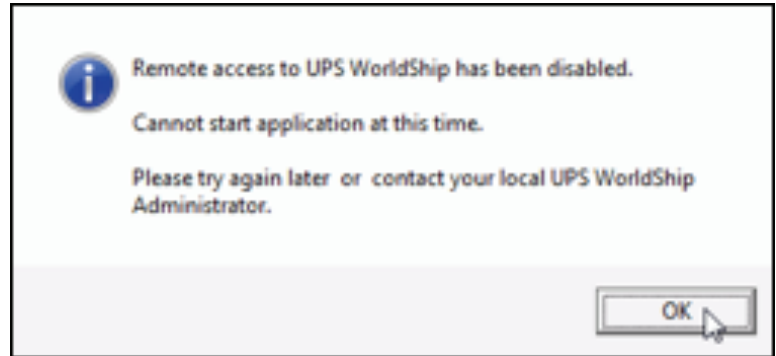 Remote access to UPS WorldShip has been disabled.
Cannot start application at this time.
Please try again later or contact your local UPS WorldShip
Administrator.
OK